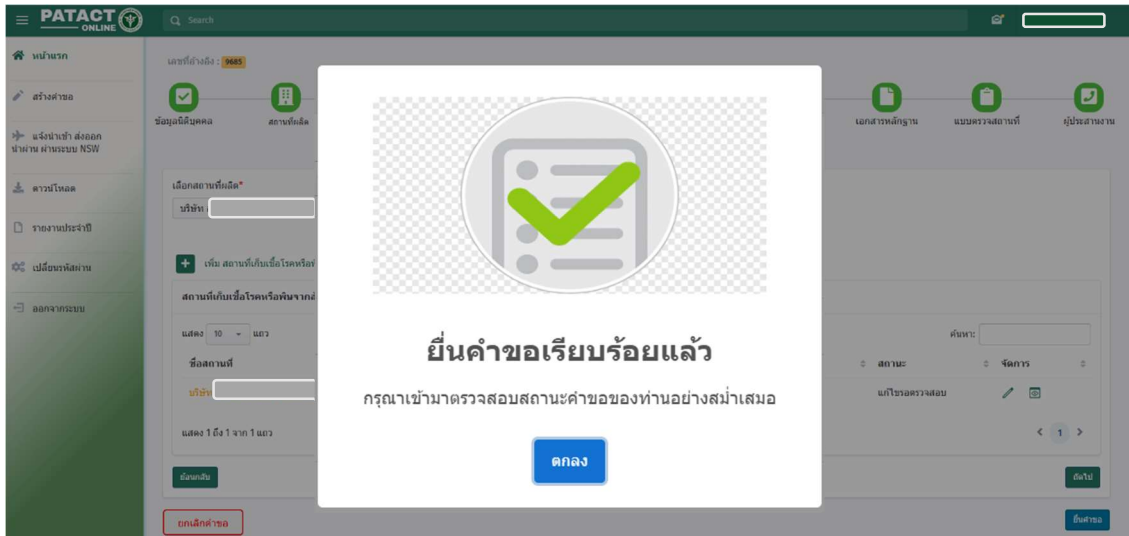 PATACT
ONLINE
Search
หน้าแรก
สร้างคำขอ
แจ้งนำเข้า ส่งออก
นำผ่าน ผ่านระบบ NSW
ดาวน์โหลด
รายงานประจำปี
เปลี่ยนรหัสผ่าน
ออกจากระบบ
เลขที่อ้างอิง : 9685
ข้อมูลนิติบุคคล
สถานที่ผลิต
เอกสารหลักฐาน
แบบตรวจสถานที่
ผู้ประสานงาน
เลือกสถานที่ผลิต*
บริษัท
เพิ่ม สถานที่เก็บเชื้อโรคหรือ
สถานที่เก็บเชื้อโรคหรือพิษจาก
แสดง 10 แถว
ค้นหา:
ชื่อสถานที่
สถานะ
จัดการ
บริษัท
แก้ไขรอตรวจสอบ
แสดง 1 ถึง 1 จาก 1 แถว
1
ย้อนกลับ
ถัดไป
ยกเลิกคำขอ
ยื่นคำขอ
ยื่นคำขอเรียบร้อยแล้ว
กรุณาเข้ามาตรวจสอบสถานะคำขอของท่านอย่างสม่ำเสมอ
ตกลง